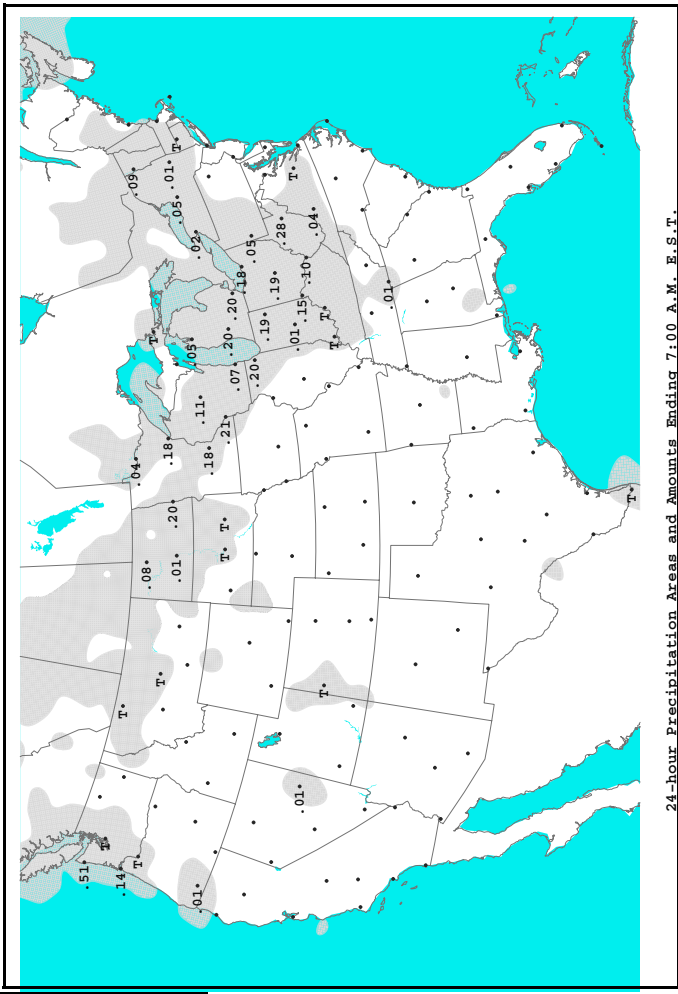 .51
T
.14
T
.09
.04
T
.08
T
T
.18
.01
.20
.01
.05
T
.05
.02
.01
.11
.18
T
T
.21
.20
.20
.07
.18
.05
.20
.19
.19
.28
T
.01
.01
.15
.10
.04
T
T
T
.01
T
24-hour Precipitation Areas and Amounts Ending 7:00 A.M. E.S.T.